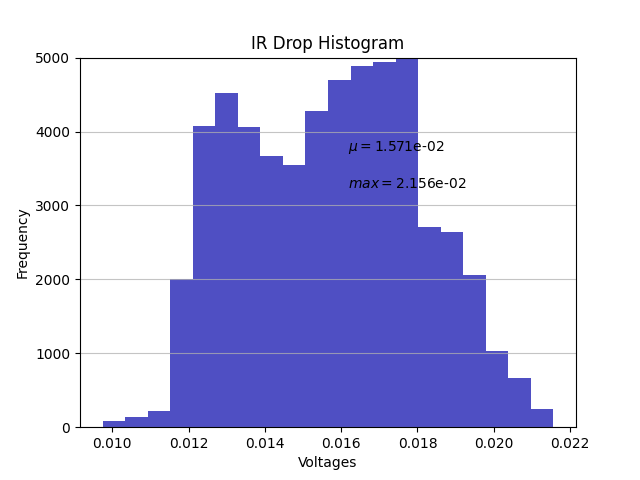 IR Drop Histogram
5000
4000
3000
2000
1000
0
Frequency
μ = 1.571e-02
max = 2.156e-02
0.010 0.012 0.014 0.016 0.018 0.020 0.022
Voltages